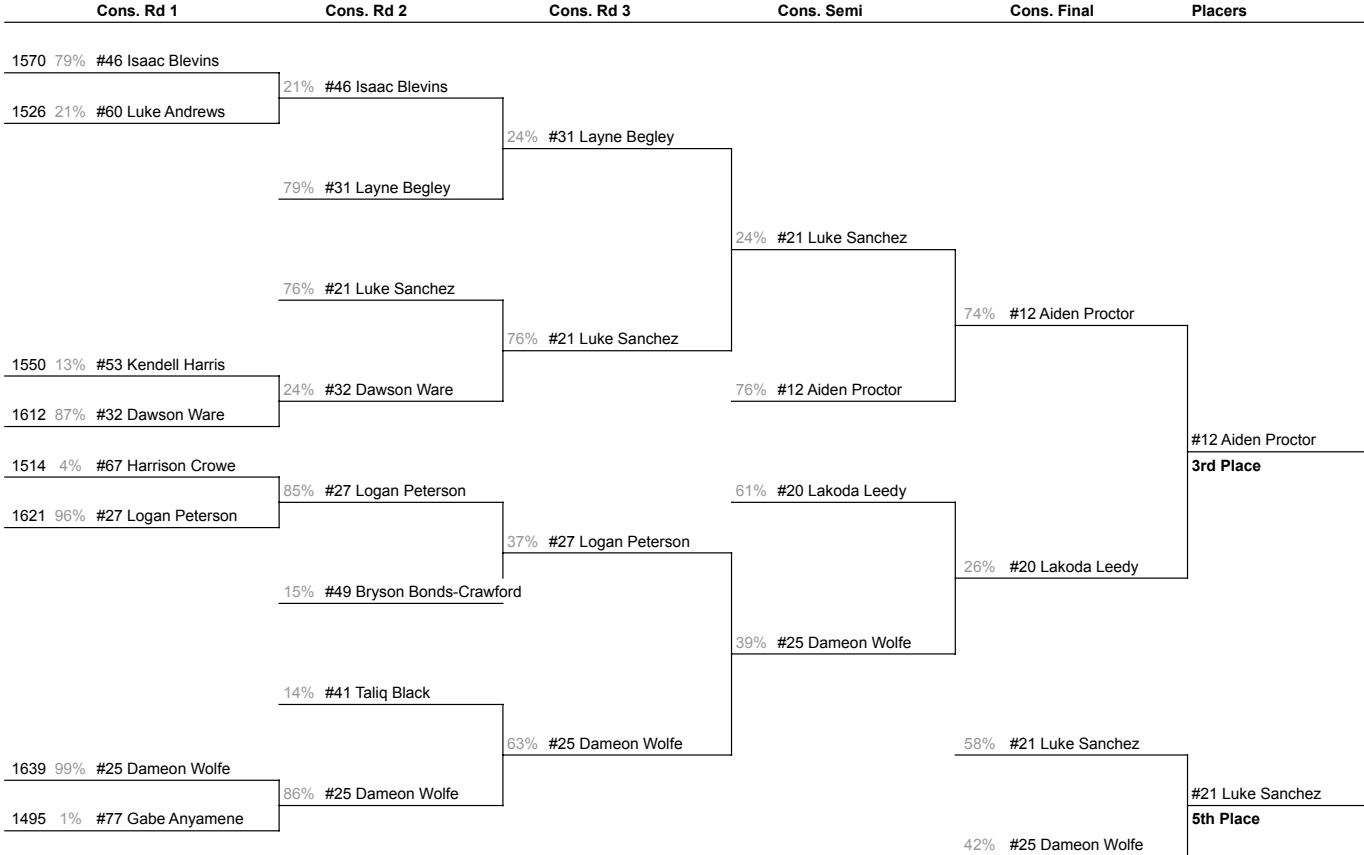 Cons. Rd 1 Cons. Rd 2 Cons. Rd 3 Cons. Semi Cons. Final Placers
1570 79% #46 Isaac Blevins
21% #46 Isaac Blevins
1526 21% #60 Luke Andrews
24% #31 Layne Begley
79% #31 Layne Begley
24% #21 Luke Sanchez
76% #21 Luke Sanchez
74% #12 Aiden Proctor
76% #21 Luke Sanchez
1550 13% #53 Kendell Harris
24% #32 Dawson Ware
76% #12 Aiden Proctor
1612 87% #32 Dawson Ware
#12 Aiden Proctor
1514 4% #67 Harrison Crowe
3rd Place
85% #27 Logan Peterson
61% #20 Lakoda Leedy
1621 96% #27 Logan Peterson
37% #27 Logan Peterson
26% #20 Lakoda Leedy
15% #49 Bryson Bonds-Crawford
39% #25 Dameon Wolfe
14% #41 Taliq Black
63% #25 Dameon Wolfe
58% #21 Luke Sanchez
1639 99% #25 Dameon Wolfe
86% #25 Dameon Wolfe
#21 Luke Sanchez
1495 1% #77 Gabe Anyamene
5th Place
42% #25 Dameon Wolfe